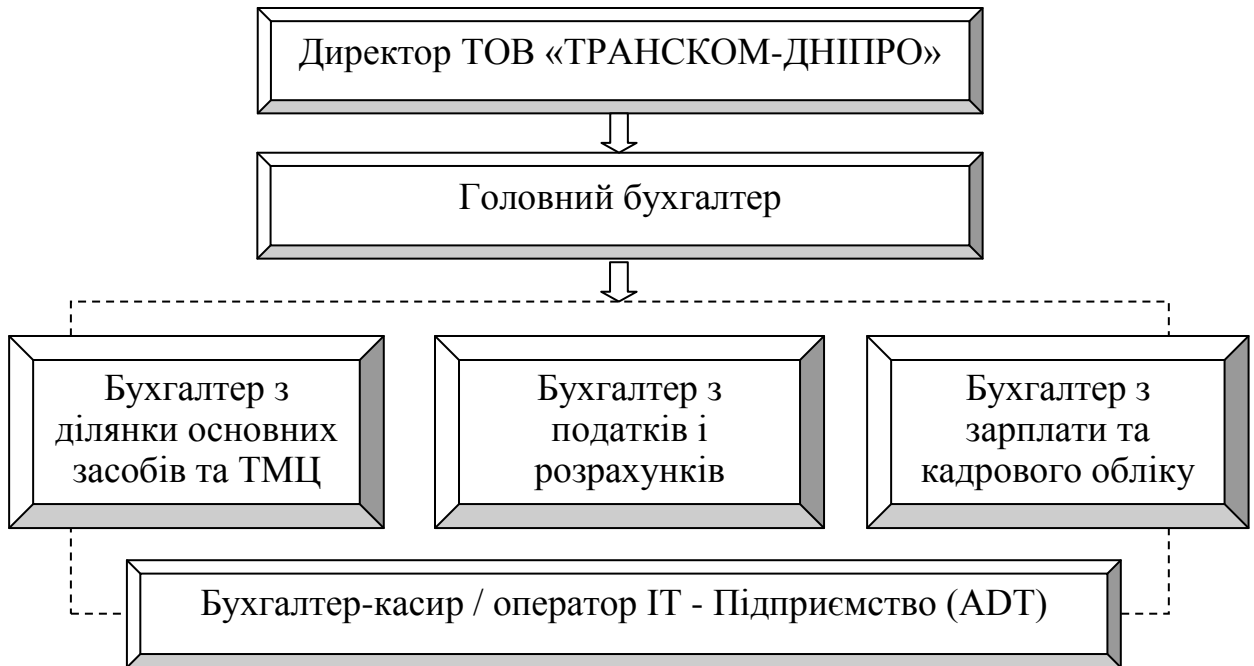 Директор ТОВ «ТРАНСКОМ-ДНІПРО»
Головний бухгалтер
Бухгалтер з
ділянки основних
засобів та ТМЦ
Бухгалтер з
податків і
розрахунків
Бухгалтер з
зарплати та
кадрового обліку
Бухгалтер-касир / оператор ІТ - Підприємство (ADT)